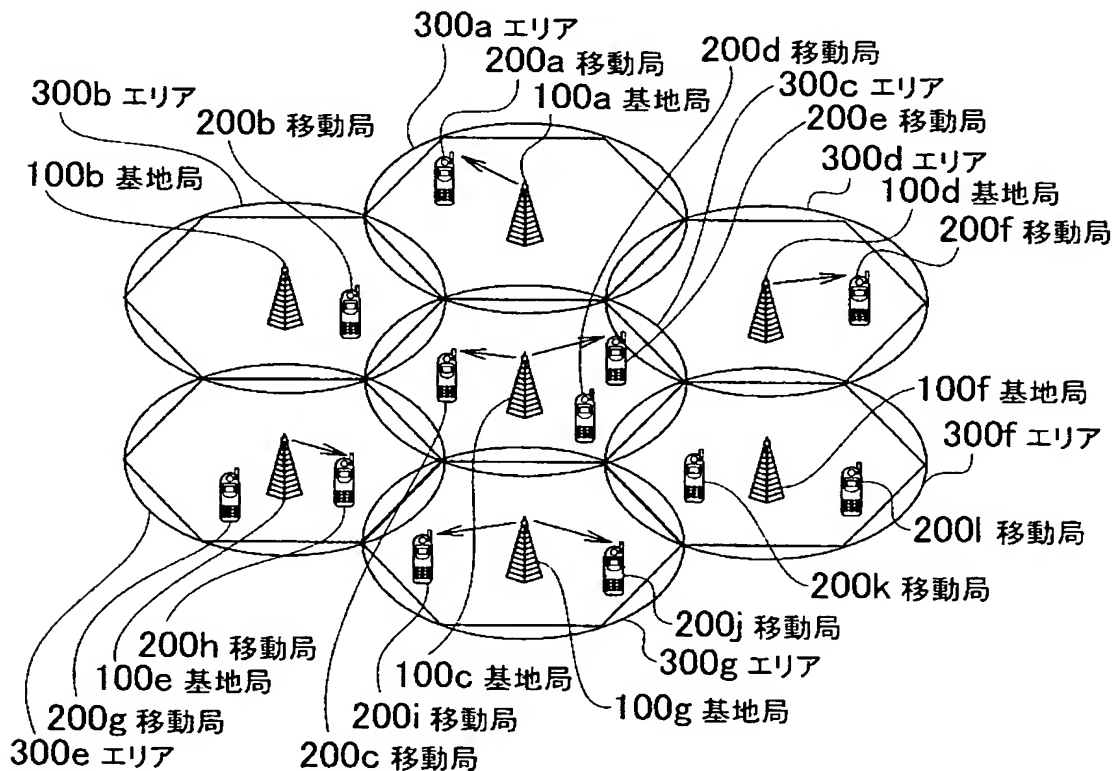 300a エリア
200a 移動局
100a 基地局
200d 移動局
300c エリア
200e 移動局
300b エリア
200b 移動局
100b 基地局
300d エリア
100d 基地局
200f 移動局
100f 基地局
300f エリア
200l 移動局
200k 移動局
200j 移動局
300g エリア
100g 基地局
200h 移動局
100e 基地局
200g 移動局
300e エリア
100c 基地局
200i 移動局
200c 移動局